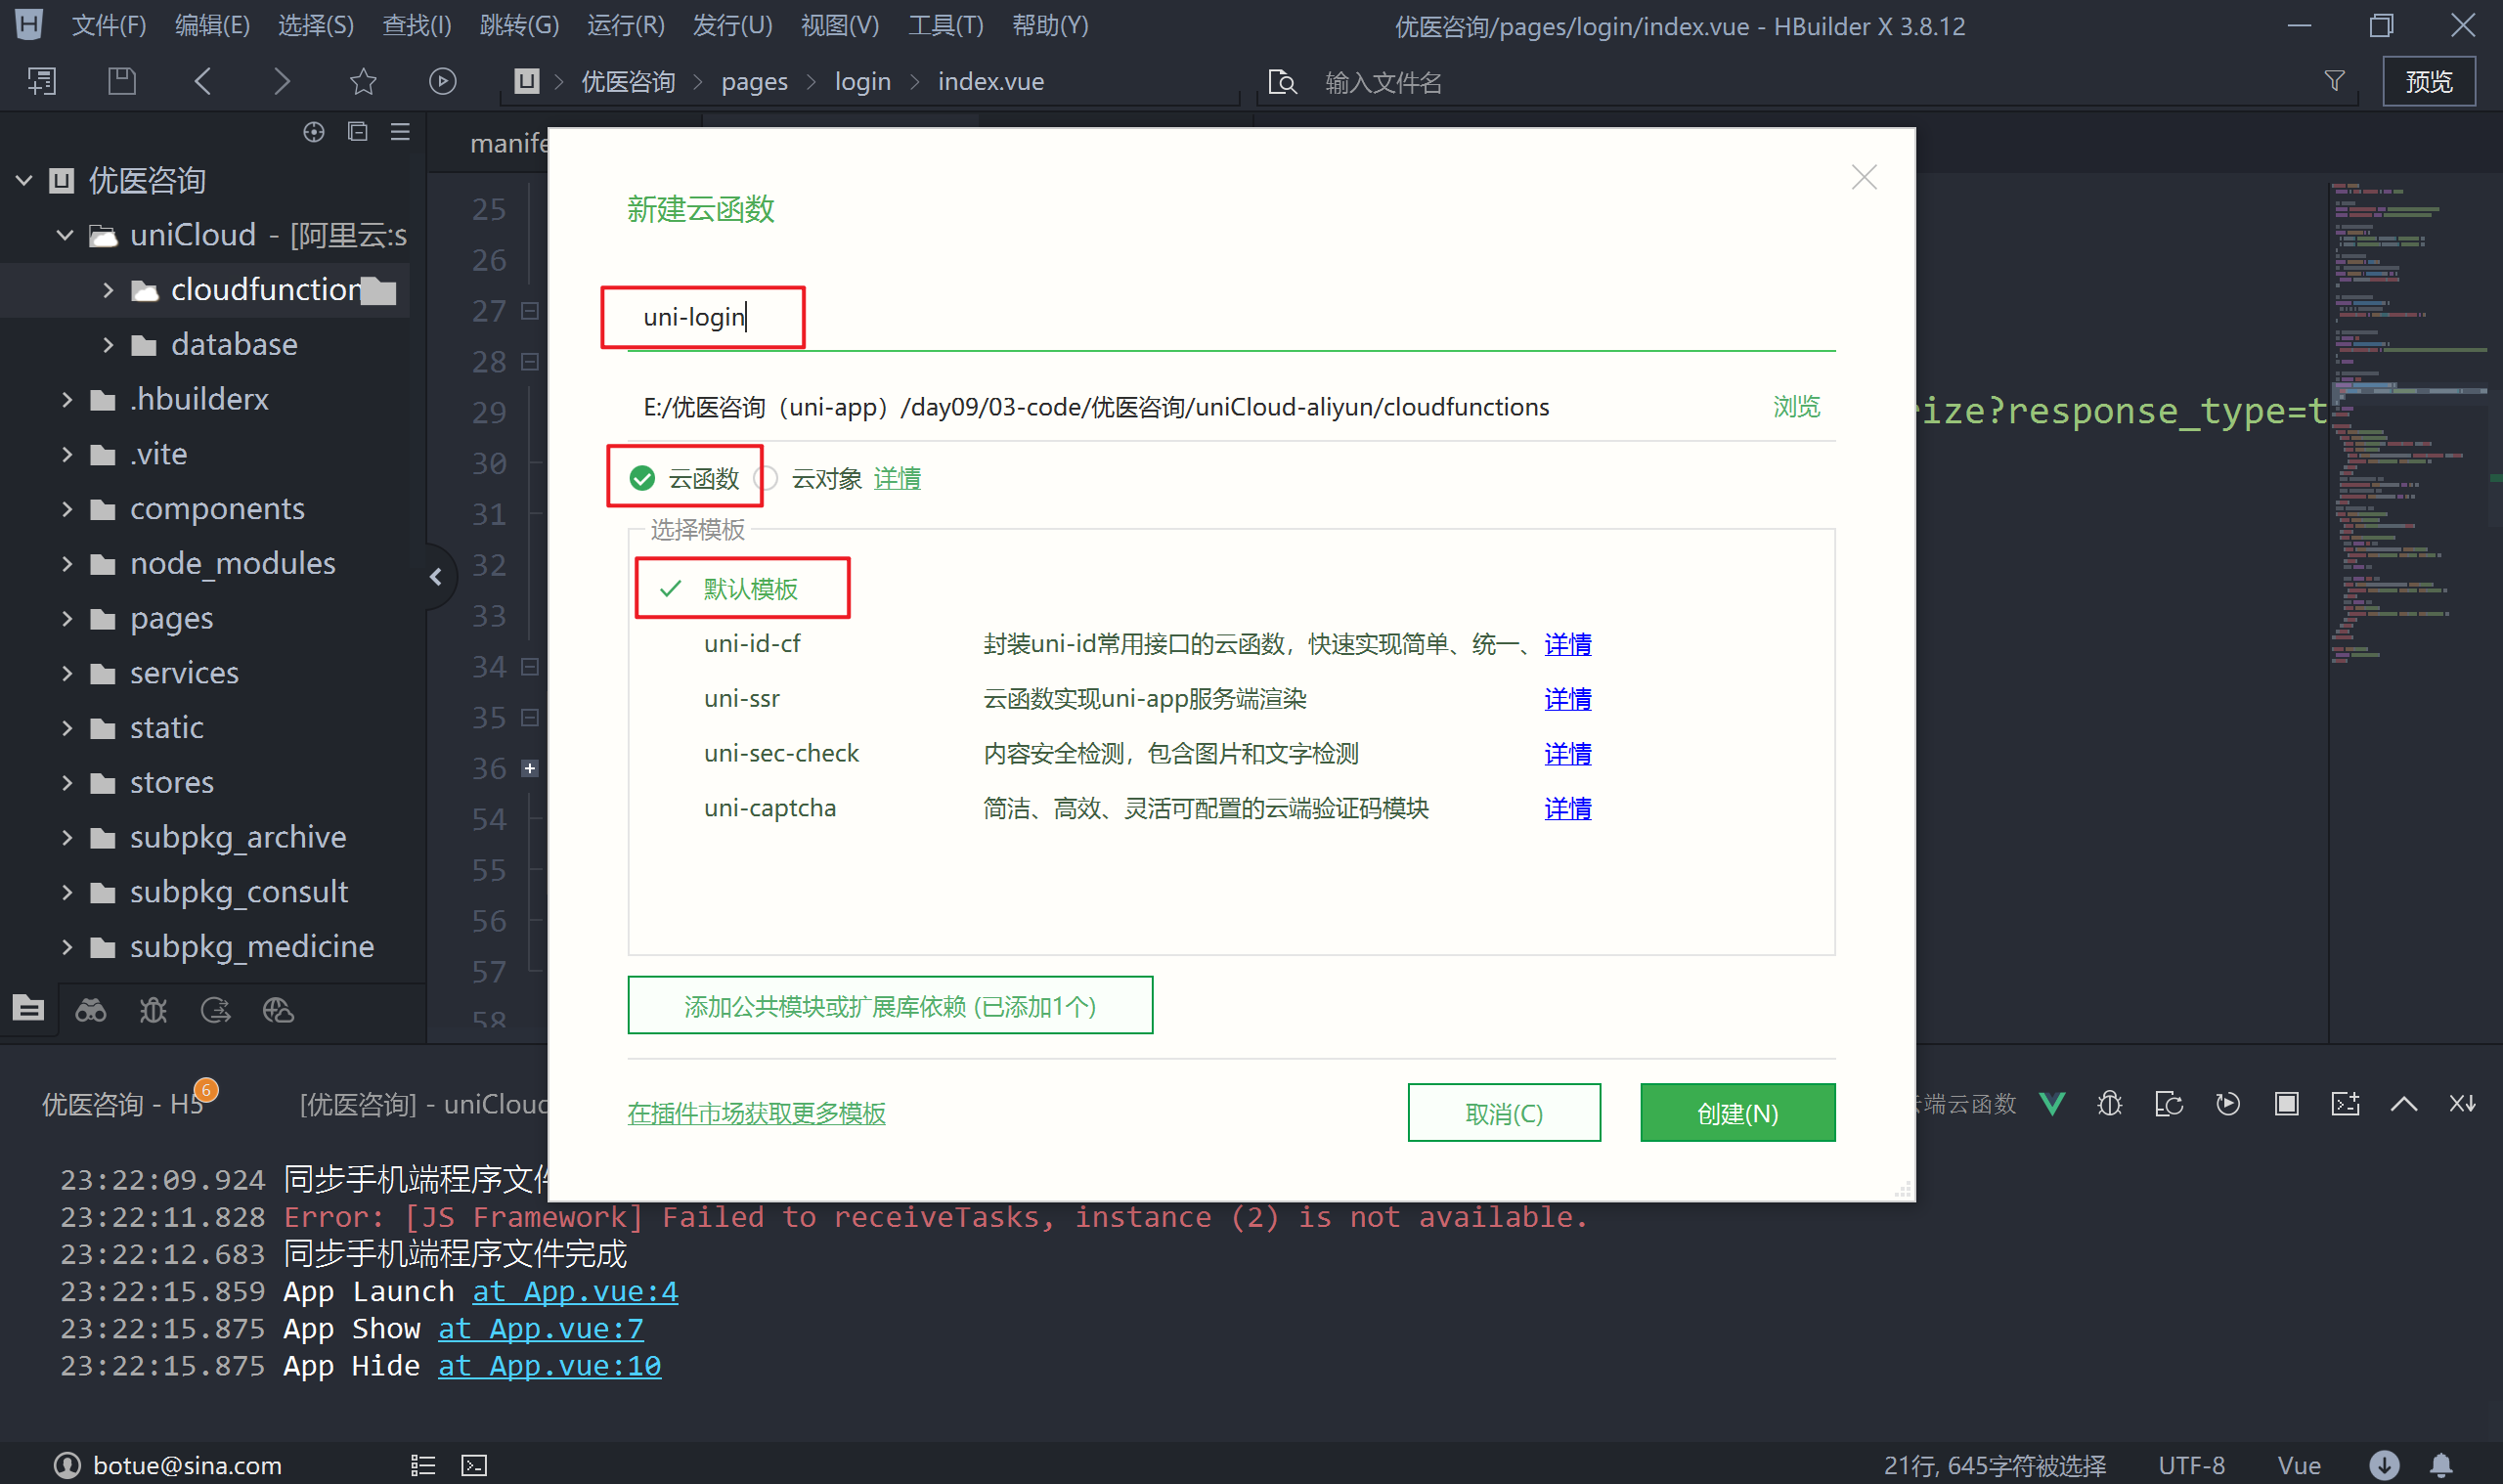 文件(F) 编辑(E) 选择(S) 查找(I) 跳转(G) 运行(R) 发行(U) 视图(V) 工具(T) 帮助(Y) 优医咨询/pages/login/index.vue - HBuilder X 3.8.12
优医咨询 pages login index.vue 输入文件名 预览
manife
优医咨询
uniCloud - [阿里云:s
cloudfunction
database
.hbuilderx
.vite
components
node_modules
pages
services
static
stores
subpkg_archive
subpkg_consult
subpkg_medicine
25
26
27
28
29
30
31
32
33
34
35
36
54
55
56
57
58
rize?response_type=t
新建云函数
uni-login
E:/优医咨询（uni-app）/day09/03-code/优医咨询/uniCloud-aliyun/cloudfunctions 浏览
云函数 云对象 详情
选择模板
默认模板
uni-id-cf 封装uni-id常用接口的云函数，快速实现简单、统一、 详情
uni-ssr 云函数实现uni-app服务端渲染 详情
uni-sec-check 内容安全检测，包含图片和文字检测 详情
uni-captcha 简洁、高效、灵活可配置的云端验证码模块 详情
添加公共模块或扩展库依赖 (已添加1个)
在插件市场获取更多模板 取消(C) 创建(N)
优医咨询 - H5 6 [优医咨询] - uniCloud 端云函数
23:22:09.924 同步手机端程序文件
23:22:11.828 Error: [JS Framework] Failed to receiveTasks, instance (2) is not available.
23:22:12.683 同步手机端程序文件完成
23:22:15.859 App Launch at App.vue:4
23:22:15.875 App Show at App.vue:7
23:22:15.875 App Hide at App.vue:10
botue@sina.com 21行, 645字符被选择 UTF-8 Vue